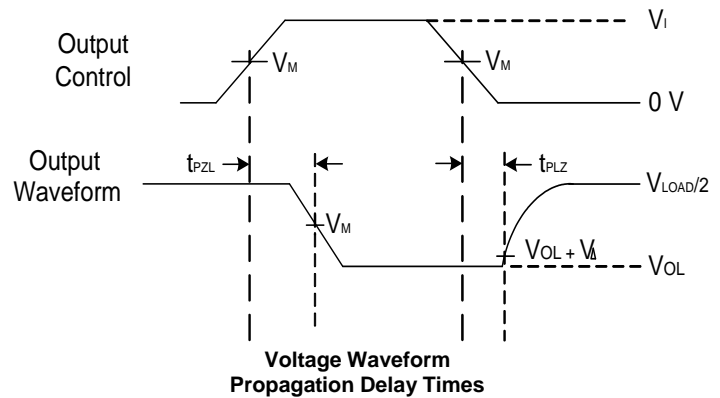 Output
Control
VM
VM
VI
0 V
Output
Waveform
tPZL
tPLZ
VLOAD/2
VM
VOL + VΔ
VOL
Voltage Waveform
Propagation Delay Times